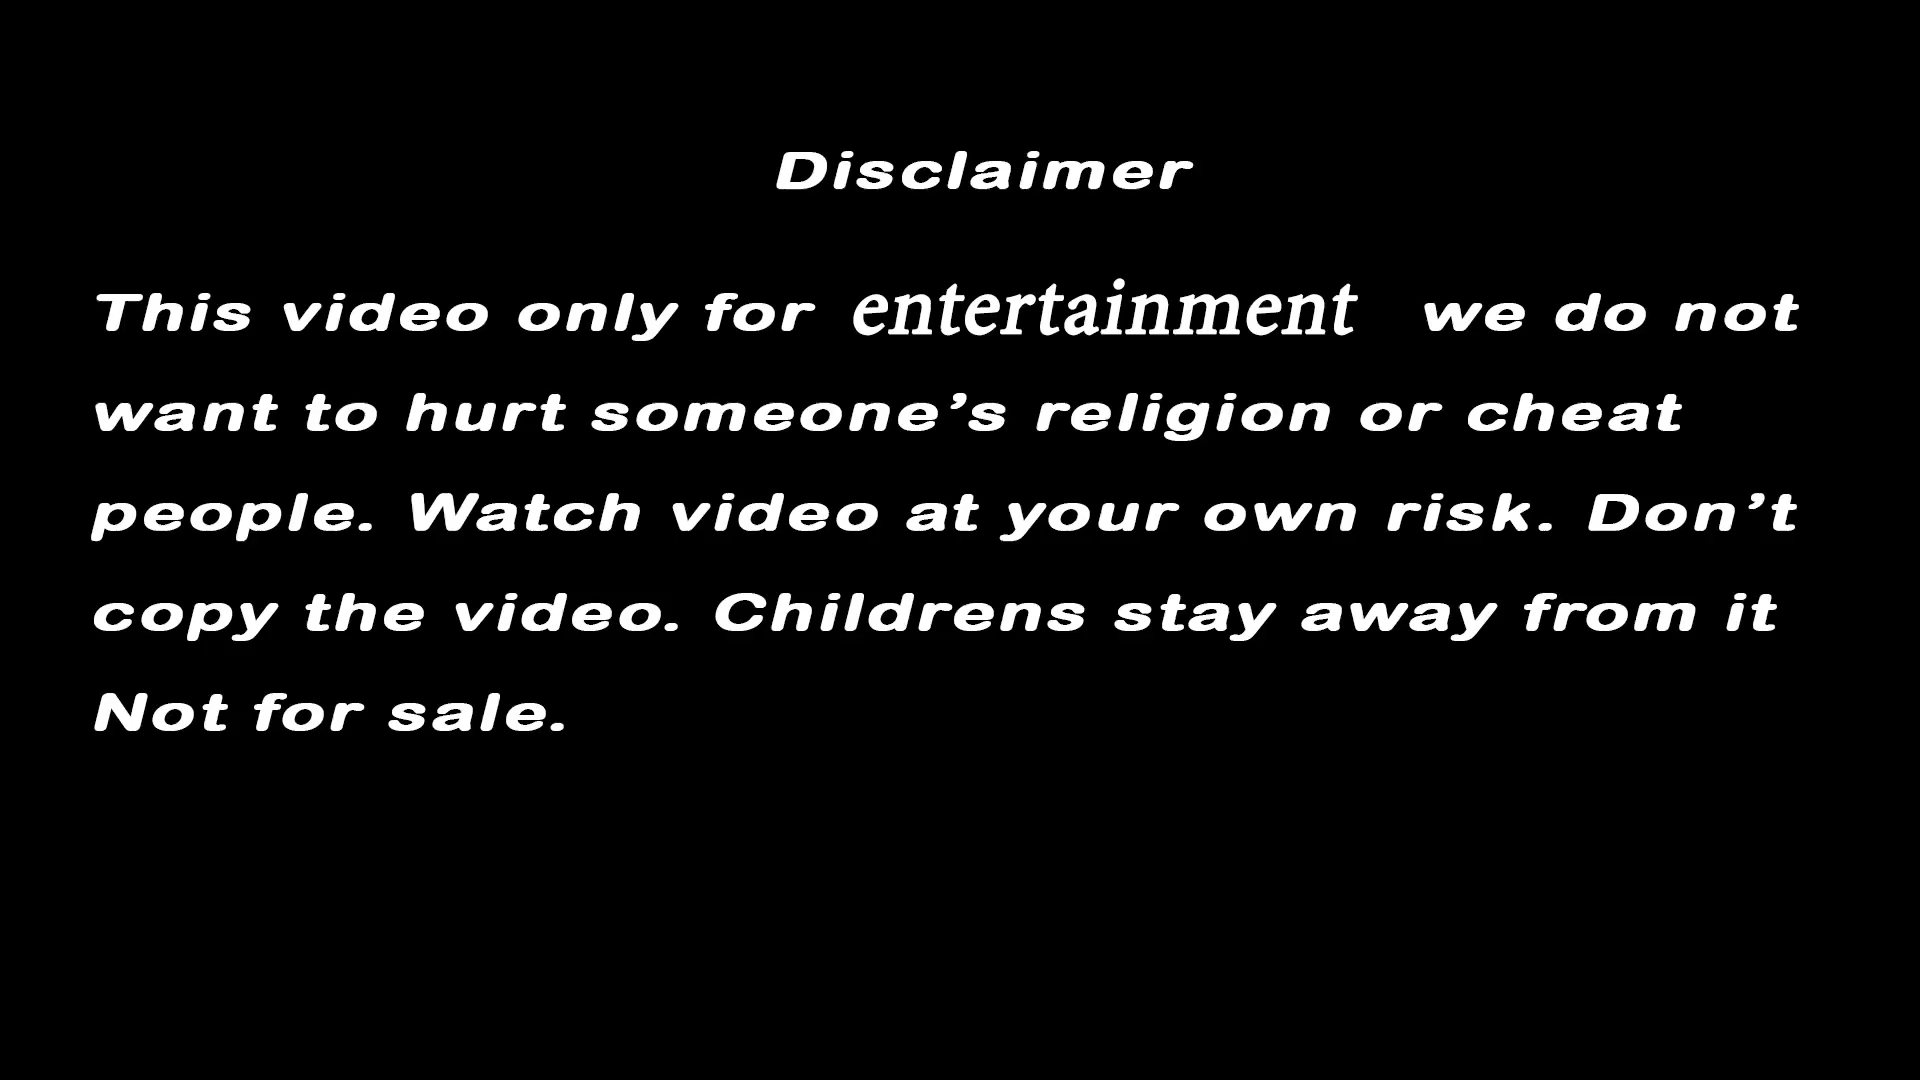 Disclaimer
This video only for entertainment we do not
want to hurt someone’s religion or cheat
people. Watch video at your own risk. Don’t
copy the video. Childrens stay away from it
Not for sale.